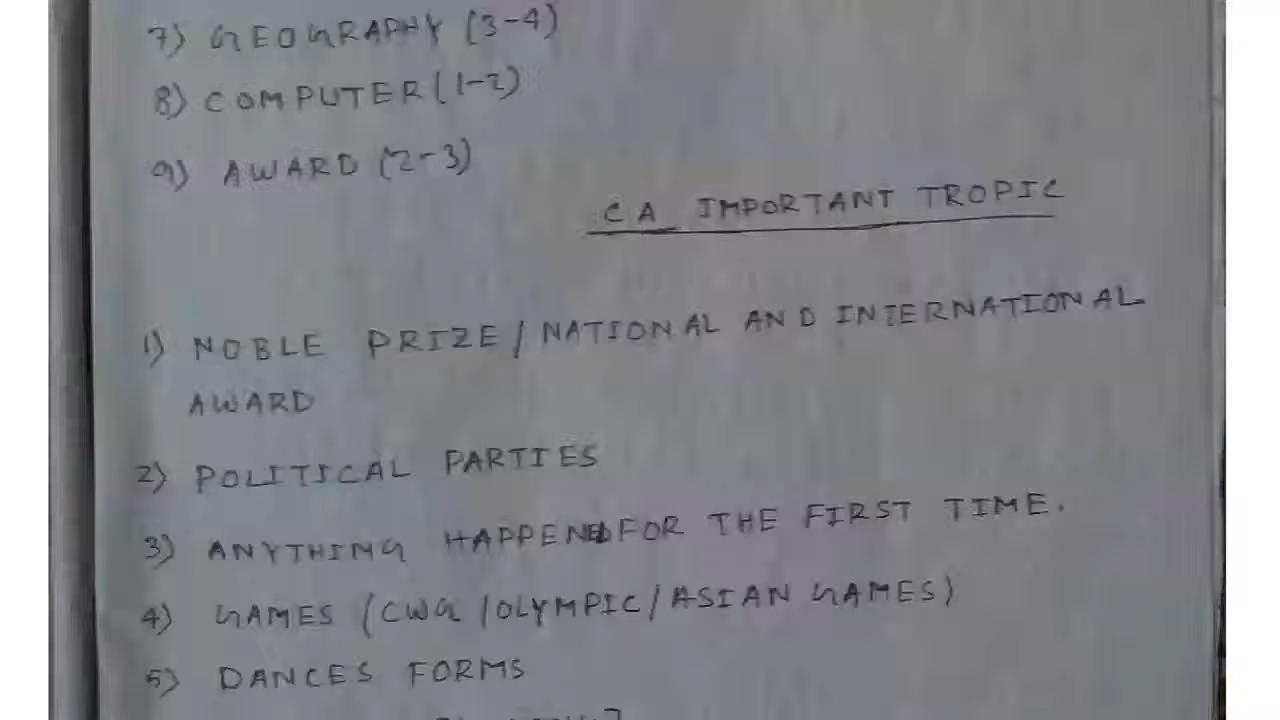 7) GEOGRAPHY (3-4)
8) COMPUTER (1-2)
9) AWARD (2-3)
CA IMPORTANT TROPIC
1) NOBLE PRIZE / NATIONAL AND INTERNATIONAL
AWARD
2) POLITICAL PARTIES
3) ANYTHING HAPPENED FOR THE FIRST TIME.
4) GAMES (CWG / OLYMPIC / ASIAN GAMES)
5) DANCES FORMS